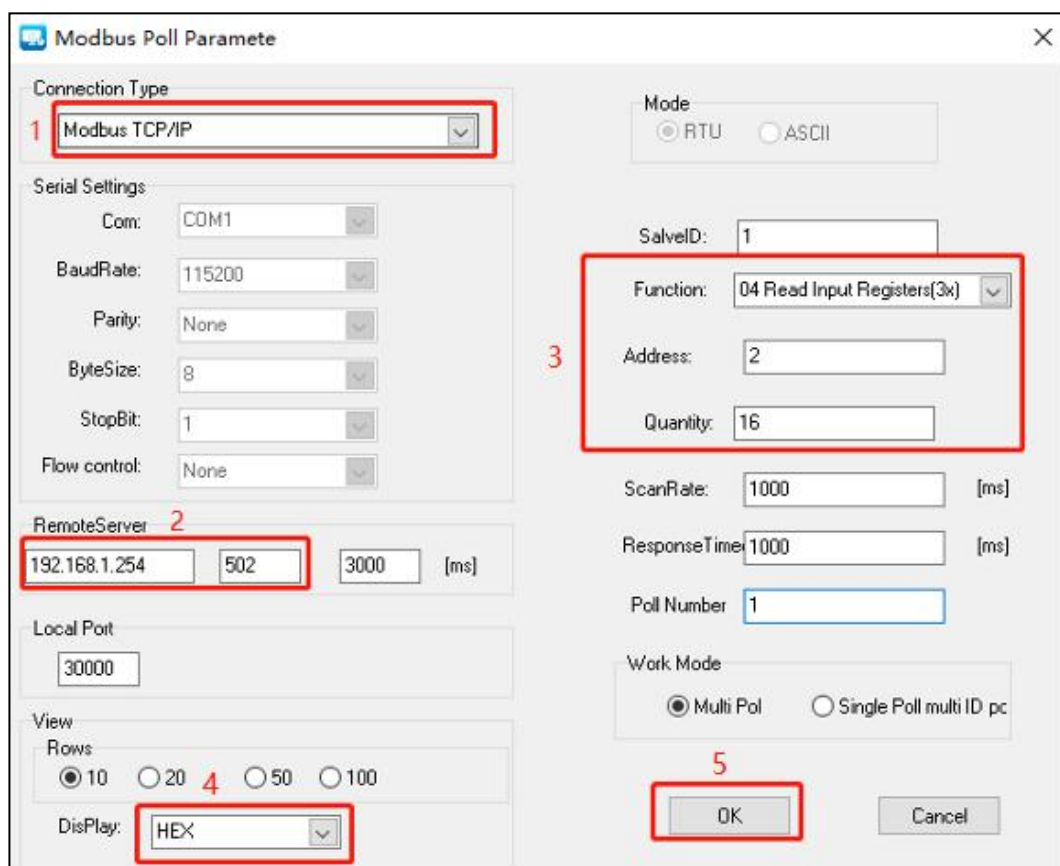 Modbus Poll Paramete
Connection Type
1 Modbus TCP/IP
Mode
RTU ASCII
Serial Settings
Com: COM1
BaudRate: 115200
Parity: None
ByteSize: 8
StopBit: 1
Flow control: None
RemoteServer 2
192.168.1.254 502 3000 [ms]
Local Port
30000
View
Rows
10 20 50 100
4
DisPlay: HEX
SalveID: 1
3
Function: 04 Read Input Registers(3x)
Address: 2
Quantity: 16
ScanRate: 1000 [ms]
ResponseTime 1000 [ms]
Poll Number 1
Work Mode
Multi Pol Single Poll multi ID pc
5
OK Cancel